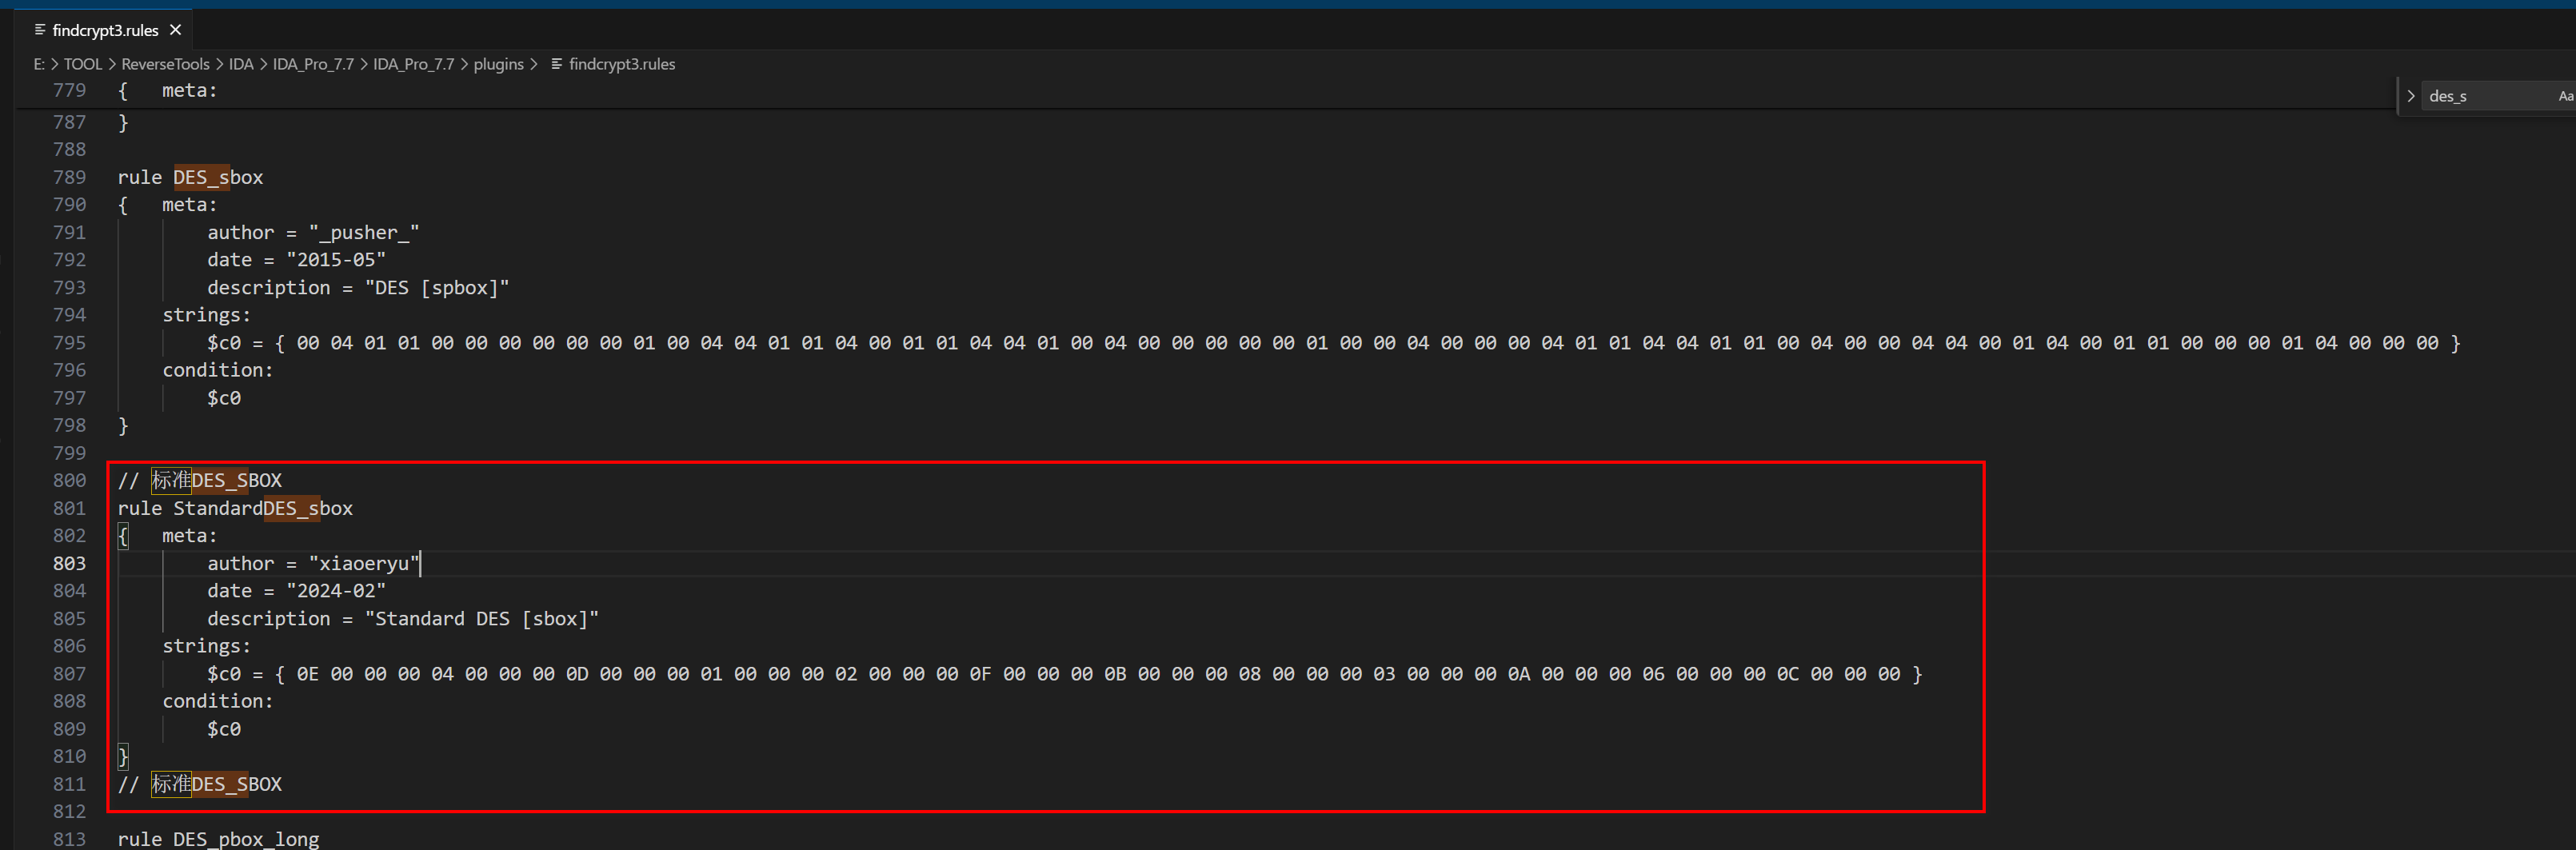 findcrypt3.rules
E: > TOOL > ReverseTools > IDA > IDA_Pro_7.7 > IDA_Pro_7.7 > plugins > findcrypt3.rules
des_s Aa
779 { meta:
787 }
788
789 rule DES_sbox
790 { meta:
791 author = "_pusher_"
792 date = "2015-05"
793 description = "DES [spbox]"
794 strings:
795 $c0 = { 00 04 01 01 00 00 00 00 00 00 01 00 04 04 01 01 04 00 01 01 04 04 01 00 04 00 00 00 00 00 01 00 00 04 00 00 00 04 01 01 04 04 01 01 00 04 00 00 04 04 00 01 04 00 01 01 00 00 00 01 04 00 00 00 }
796 condition:
797 $c0
798 }
799
800 // 标准DES_SBOX
801 rule StandardDES_sbox
802 { meta:
803 author = "xiaoeryu"
804 date = "2024-02"
805 description = "Standard DES [sbox]"
806 strings:
807 $c0 = { 0E 00 00 00 04 00 00 00 0D 00 00 00 01 00 00 00 02 00 00 00 0F 00 00 00 0B 00 00 00 08 00 00 00 03 00 00 00 0A 00 00 00 06 00 00 00 0C 00 00 00 }
808 condition:
809 $c0
810 }
811 // 标准DES_SBOX
812
813 rule DES_pbox_long